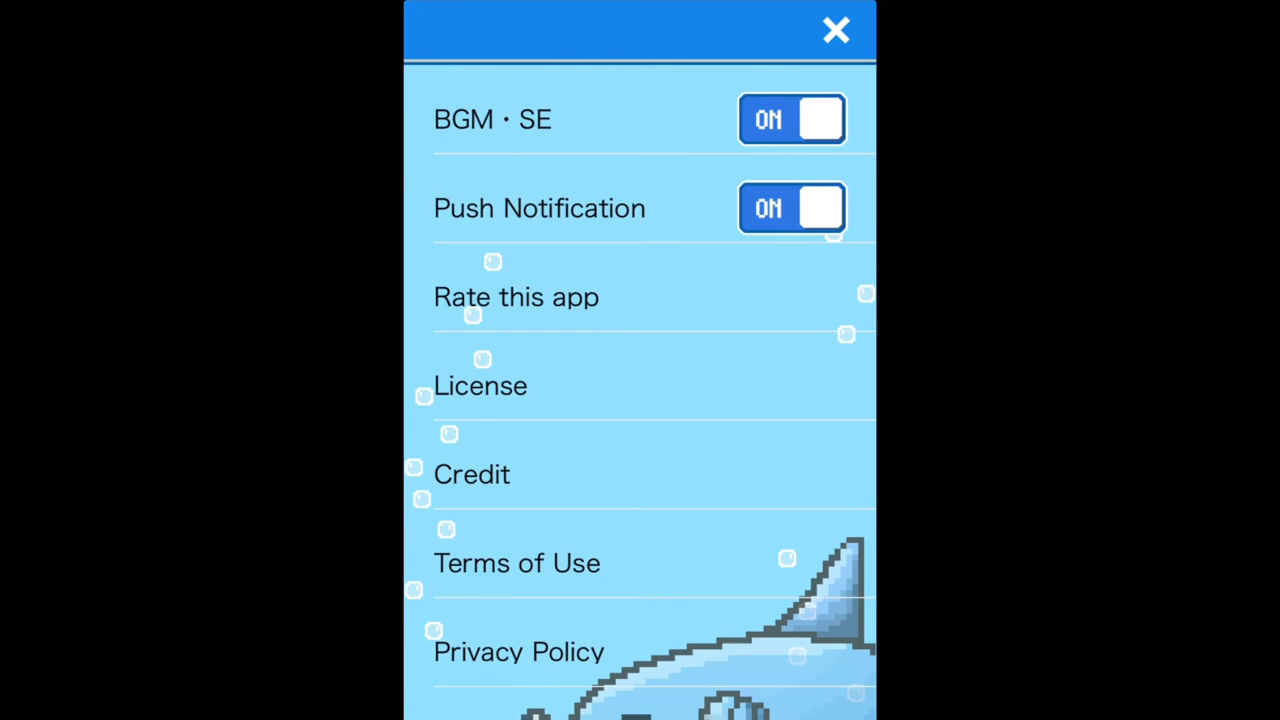 BGM・SE ON
Push Notification ON
Rate this app
License
Credit
Terms of Use
Privacy Policy